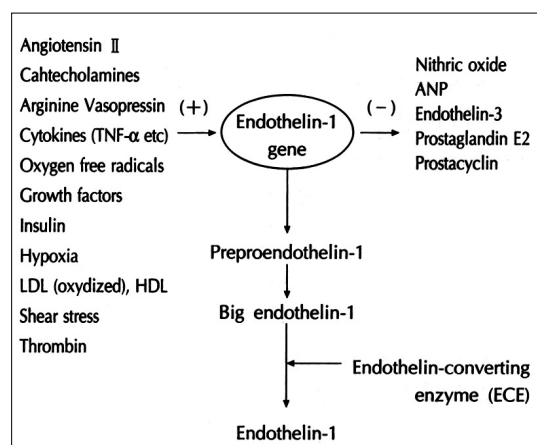 Angiotensin Ⅱ
Cahtecholamines
Arginine Vasopressin
Cytokines (TNF-α etc)
Oxygen free radicals
Growth factors
Insulin
Hypoxia
LDL (oxydized), HDL
Shear stress
Thrombin
(+)
Endothelin-1
gene
(−)
Nithric oxide
ANP
Endothelin-3
Prostaglandin E2
Prostacyclin
Preproendothelin-1
Big endothelin-1
Endothelin-converting
enzyme (ECE)
Endothelin-1